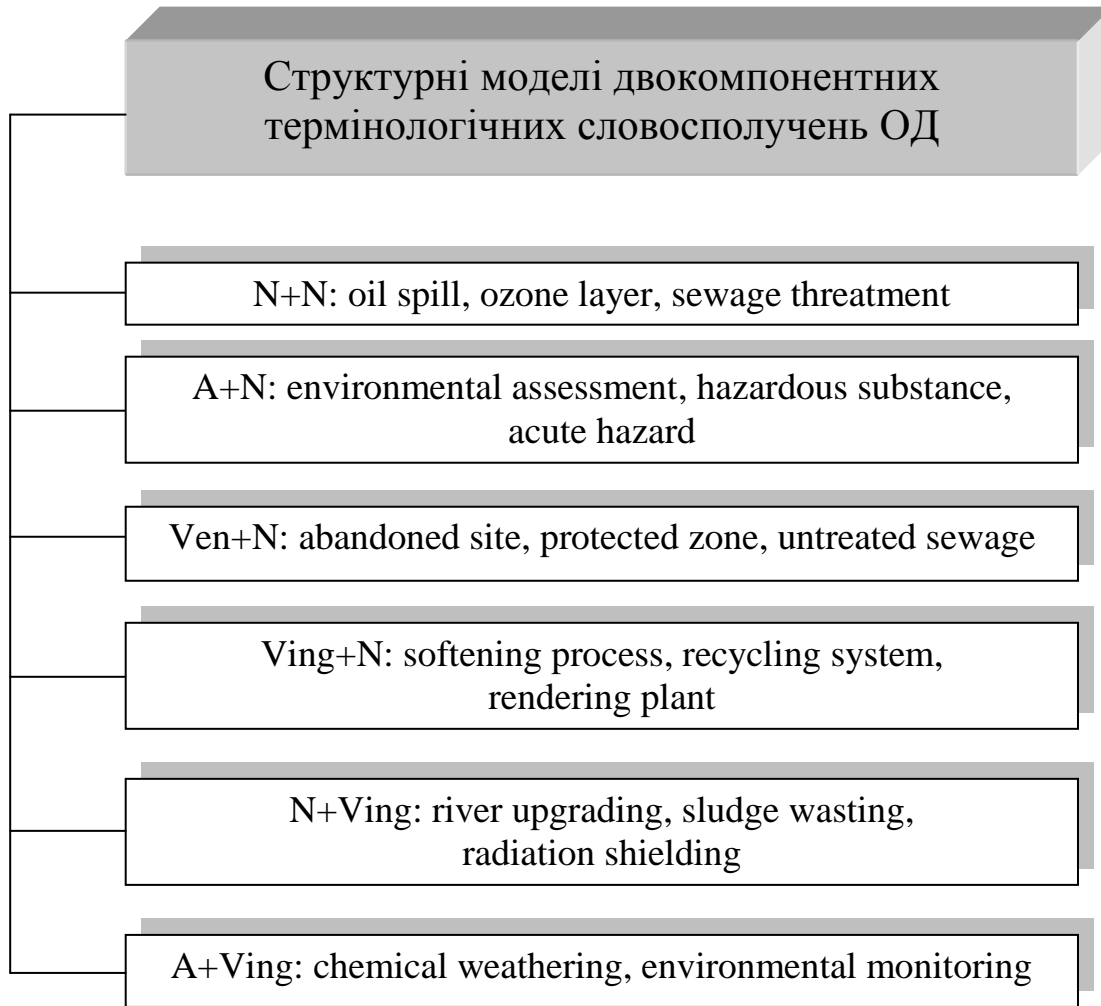 Структурні моделі двокомпонентних
термінологічних словосполучень ОД
N+N: oil spill, ozone layer, sewage threatment
A+N: environmental assessment, hazardous substance,
acute hazard
Ven+N: abandoned site, protected zone, untreated sewage
Ving+N: softening process, recycling system,
rendering plant
N+Ving: river upgrading, sludge wasting,
radiation shielding
A+Ving: chemical weathering, environmental monitoring